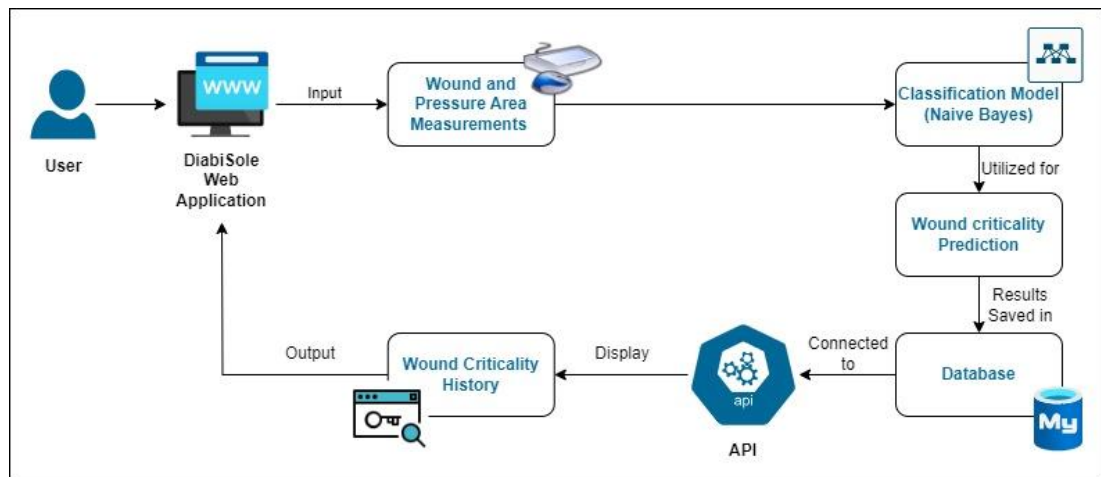 User
WWW
DiabiSole
Web
Application
Input
Wound and
Pressure Area
Measurements
Classification Model
(Naive Bayes)
Utilized for
Wound criticality
Prediction
Results
Saved in
Database
My
Connected
to
api
API
Display
Wound Criticality
History
Output